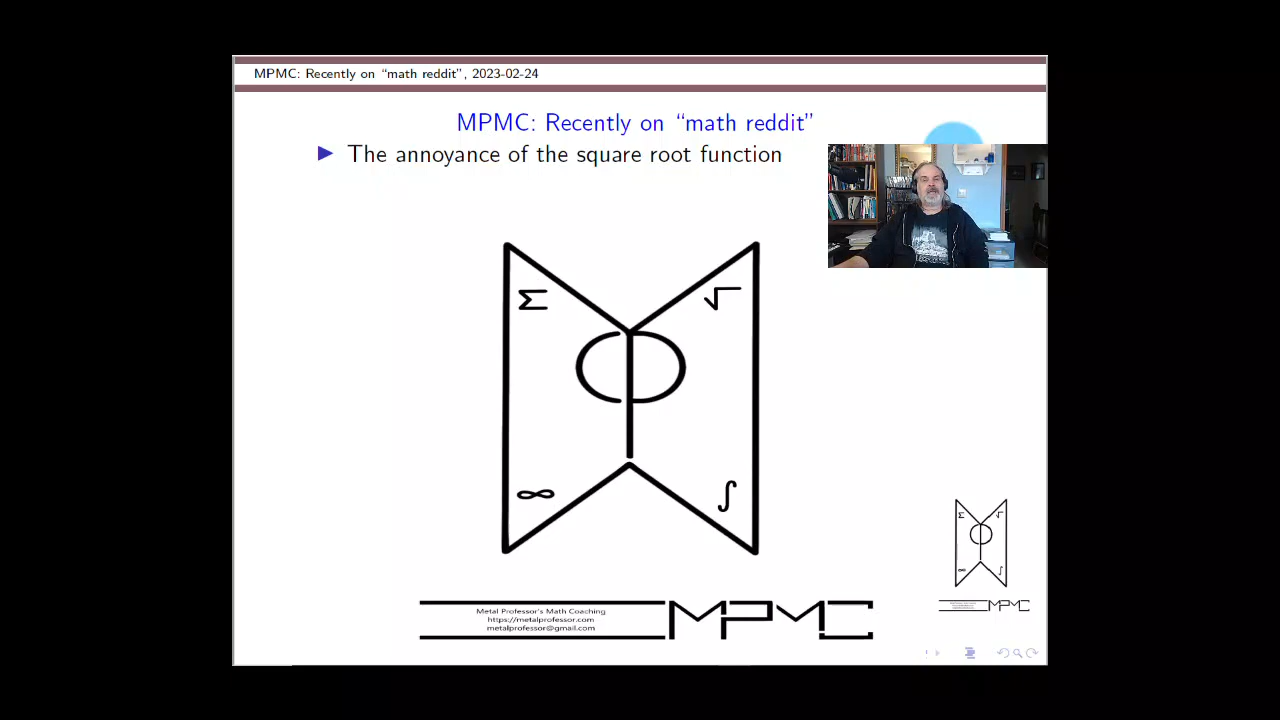 MPMC: Recently on “math reddit”, 2023-02-24
MPMC: Recently on “math reddit”
The annoyance of the square root function
Σ √
∞ ∫
Metal Professor's Math Coaching
https://metalprofessor.com
metalprofessor@gmail.com
MPMC
Σ √
∞ ∫
MPMC